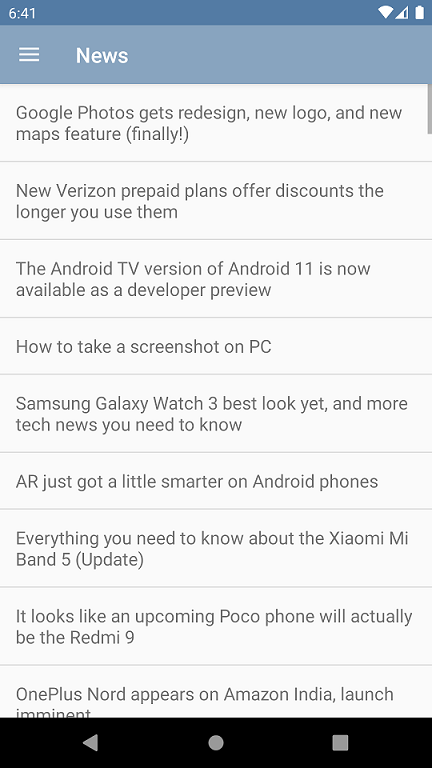 6:41
News
Google Photos gets redesign, new logo, and new
maps feature (finally!)
New Verizon prepaid plans offer discounts the
longer you use them
The Android TV version of Android 11 is now
available as a developer preview
How to take a screenshot on PC
Samsung Galaxy Watch 3 best look yet, and more
tech news you need to know
AR just got a little smarter on Android phones
Everything you need to know about the Xiaomi Mi
Band 5 (Update)
It looks like an upcoming Poco phone will actually
be the Redmi 9
OnePlus Nord appears on Amazon India, launch
imminent